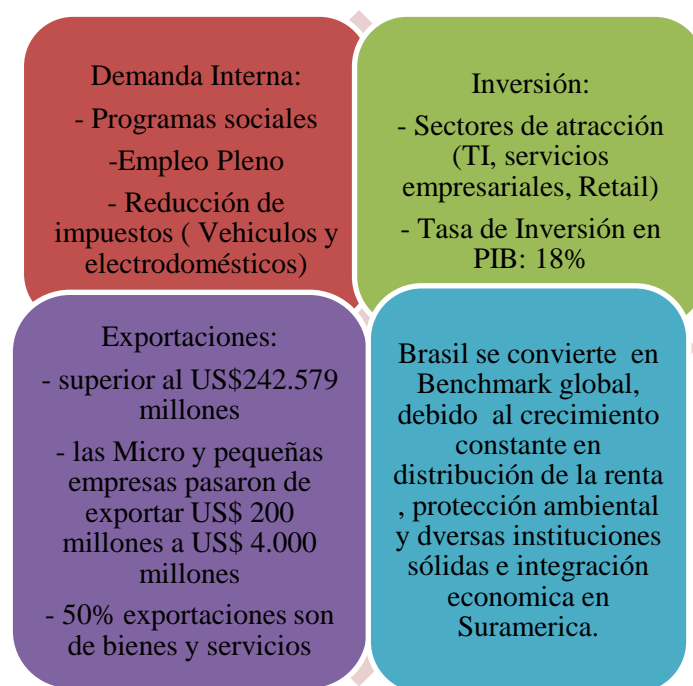 Demanda Interna:
- Programas sociales
-Empleo Pleno
- Reducción de
impuestos ( Vehiculos y
electrodomésticos)
Inversión:
- Sectores de atracción
(TI, servicios
empresariales, Retail)
- Tasa de Inversión en
PIB: 18%
Exportaciones:
- superior al US$242.579
millones
- las Micro y pequeñas
empresas pasaron de
exportar US$ 200
millones a US$ 4.000
millones
- 50% exportaciones son
de bienes y servicios
Brasil se convierte en
Benchmark global,
debido al crecimiento
constante en
distribución de la renta
, protección ambiental
y dversas instituciones
sólidas e integración
economica en
Suramerica.